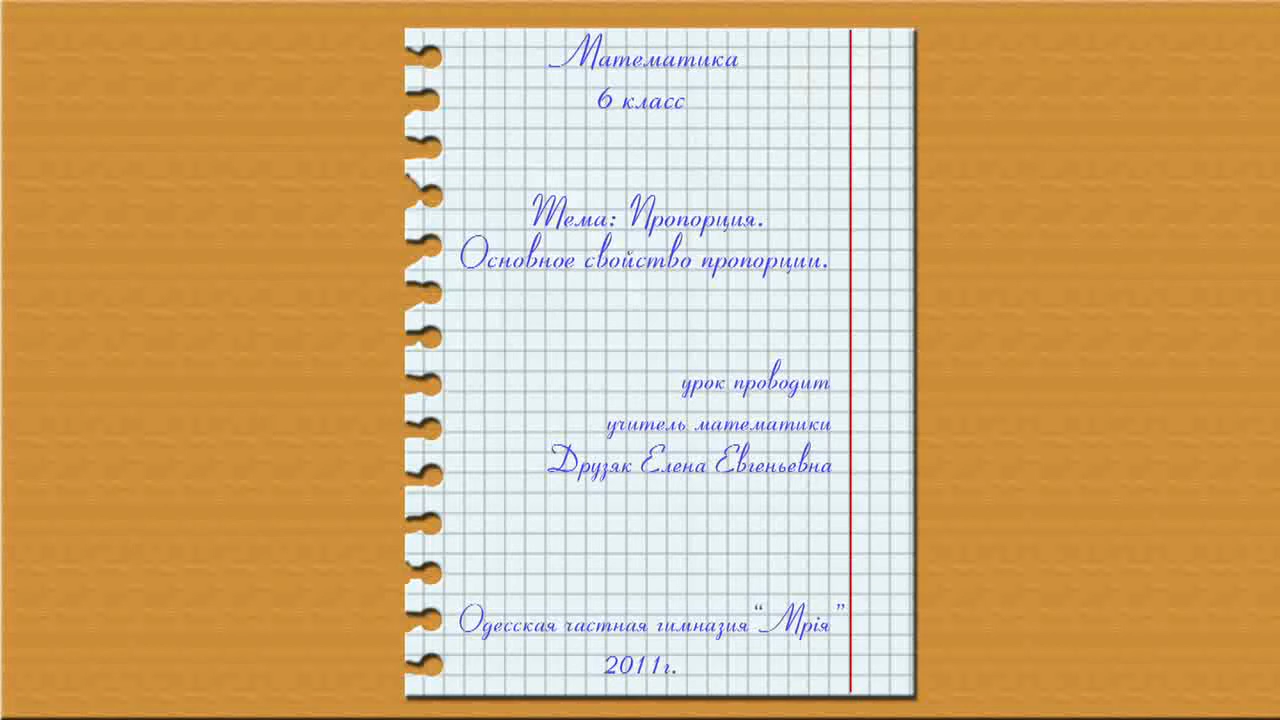 Математика
6 класс
Тема: Пропорция.
Основное свойство пропорции.
урок проводит
учитель математики
Друзяк Елена Евгеньевна
Одесская частная гимназия “Мрія”
2011г.